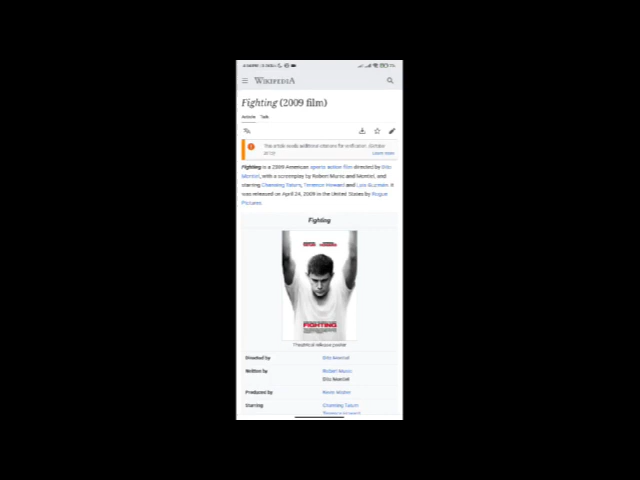 WIKIPEDIA
Fighting (2009 film)
Article Talk
This article needs additional citations for verification.
Learn more
Fighting is a 2009 American sports action film directed by Dito
Montiel, with a screenplay by Robert Munic and Montiel, and
starring Channing Tatum, Terrence Howard and Luis Guzmán. It
was released on April 24, 2009 in the United States by Rogue
Pictures.
Fighting
FIGHTING
Theatrical release poster
Directed by Dito Montiel
Written by Robert Munic
Dito Montiel
Produced by Kevin Misher
Starring Channing Tatum